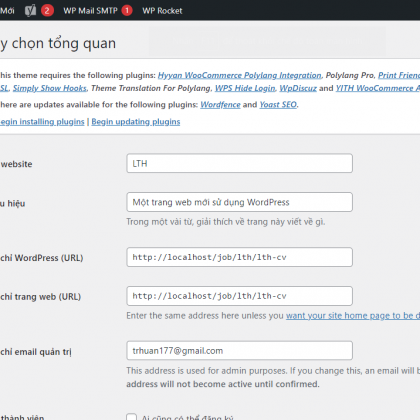 Mới 2 WP Mail SMTP 1 WP Rocket
y chọn tổng quan
his theme requires the following plugins: Hyyan WooCommerce Polylang Integration, Polylang Pro, Print Friend
SL, Simply Show Hooks, Theme Translation For Polylang, WPS Hide Login, WpDiscuz and YITH WooCommerce A
here are updates available for the following plugins: Wordfence and Yoast SEO.
egin installing plugins | Begin updating plugins
website LTH
u hiệu Một trang web mới sử dụng WordPress
Trong một vài từ, giải thích về trang này viết về gì.
chỉ WordPress (URL) http://localhost/job/lth/lth-cv
chỉ trang web (URL) http://localhost/job/lth/lth-cv
Enter the same address here unless you want your site home page to be d
chỉ email quản trị trhuan177@gmail.com
This address is used for admin purposes. If you change this, an email will b
address will not become active until confirmed.
thành viên Ai cũng có thể đăng ký